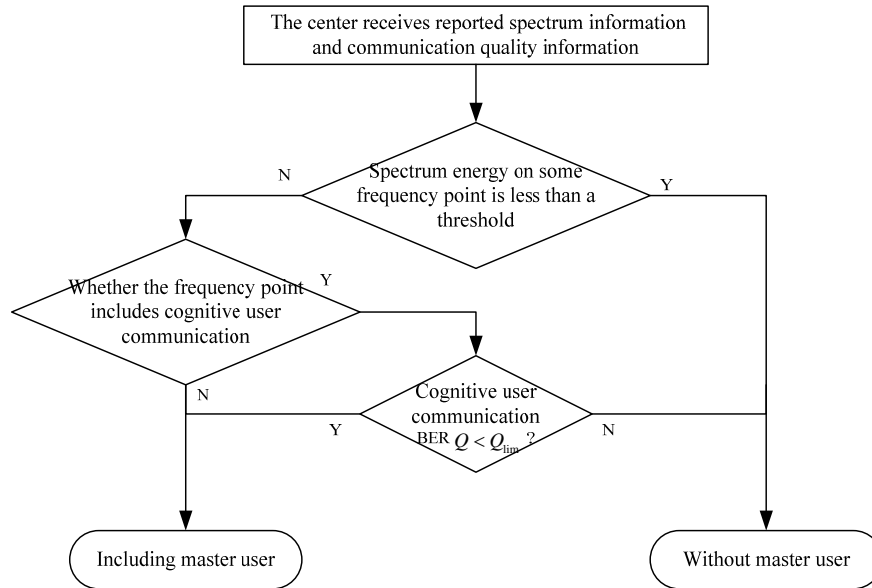 The center receives reported spectrum information
and communication quality information
N
Spectrum energy on some
frequency point is less than a
threshold
Y
Whether the frequency point
includes cognitive user
communication
Y
N
Cognitive user
communication
BER Q < Q_lim ?
Y
N
Including master user
Without master user